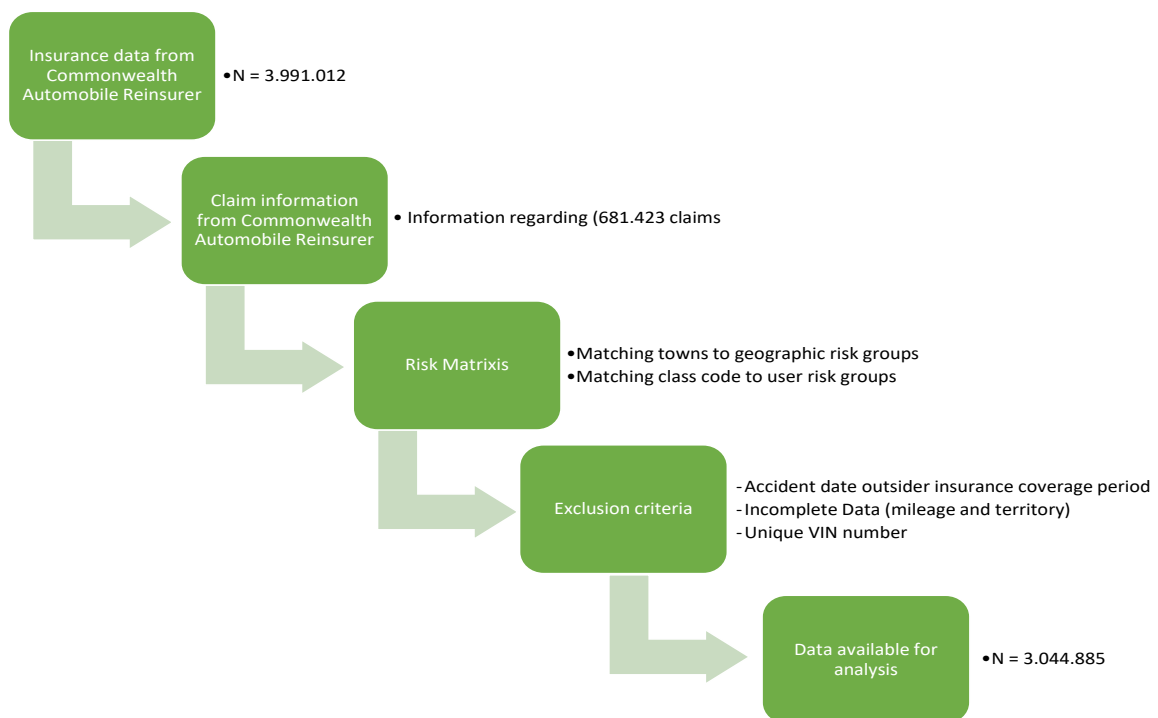 Insurance data from
Commonwealth
Automobile Reinsurer
•N = 3.991.012
Claim information
from Commonwealth
Automobile Reinsurer
• Information regarding (681.423 claims
Risk Matrixis
•Matching towns to geographic risk groups
•Matching class code to user risk groups
Exclusion criteria
-Accident date outsider insurance coverage period
-Incomplete Data (mileage and territory)
-Unique VIN number
Data available for
analysis
•N = 3.044.885